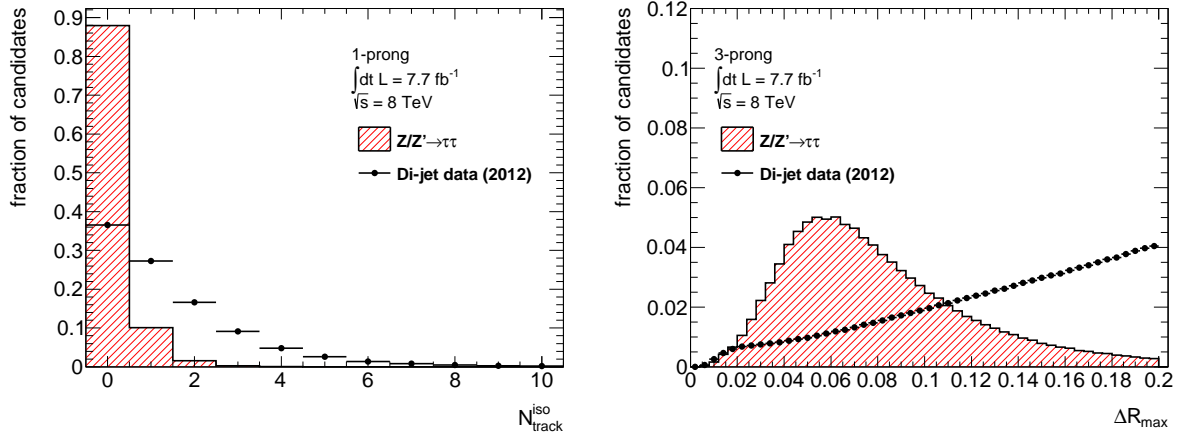 fraction of candidates
0.9
0.8
0.7
0.6
0.5
0.4
0.3
0.2
0.1
0
1-prong
∫dt L = 7.7 fb⁻¹
√s = 8 TeV
Z/Z'→ττ
Di-jet data (2012)
0 2 4 6 8 10
N^iso_track
fraction of candidates
0.12
0.1
0.08
0.06
0.04
0.02
0
3-prong
∫dt L = 7.7 fb⁻¹
√s = 8 TeV
Z/Z'→ττ
Di-jet data (2012)
0 0.02 0.04 0.06 0.08 0.1 0.12 0.14 0.16 0.18 0.2
ΔR_max